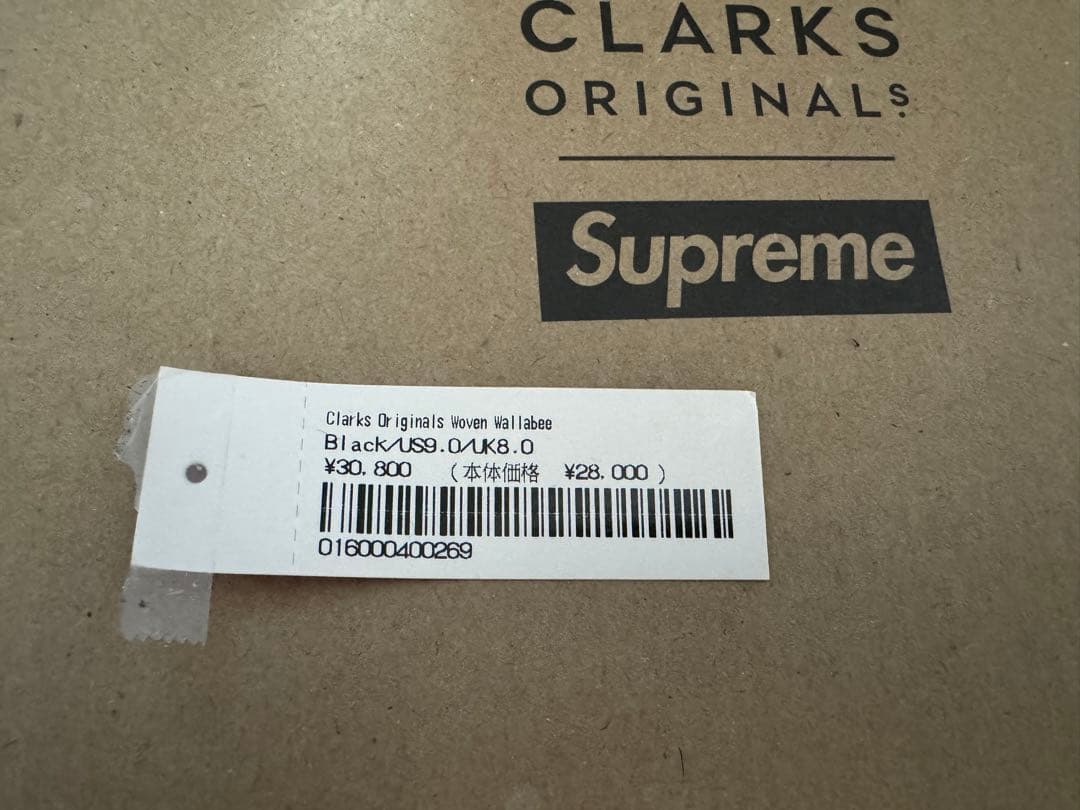 CLARKS
ORIGINALS.
Supreme
Clarks Originals Woven Wallabee
Black/US9.0/UK8.0
¥30,800 (本体価格 ¥28,000 )
016000400269